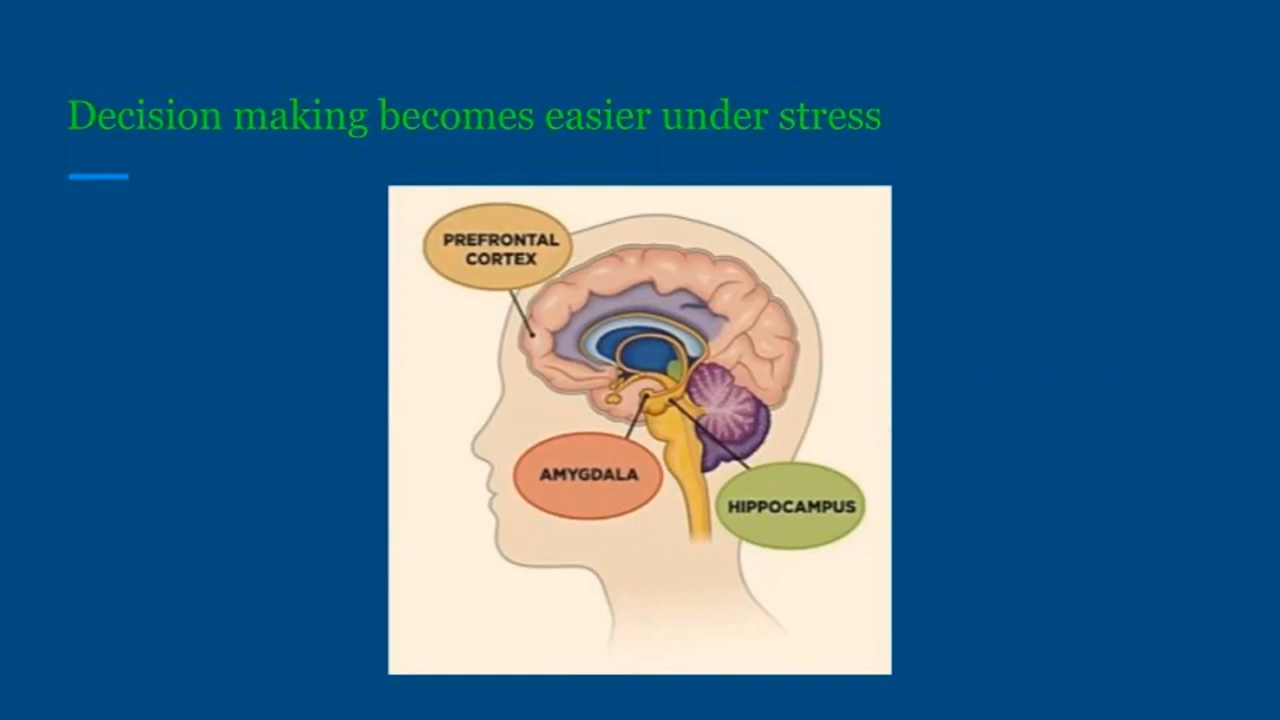 Decision making becomes easier under stress
PREFRONTAL
CORTEX
AMYGDALA
HIPPOCAMPUS